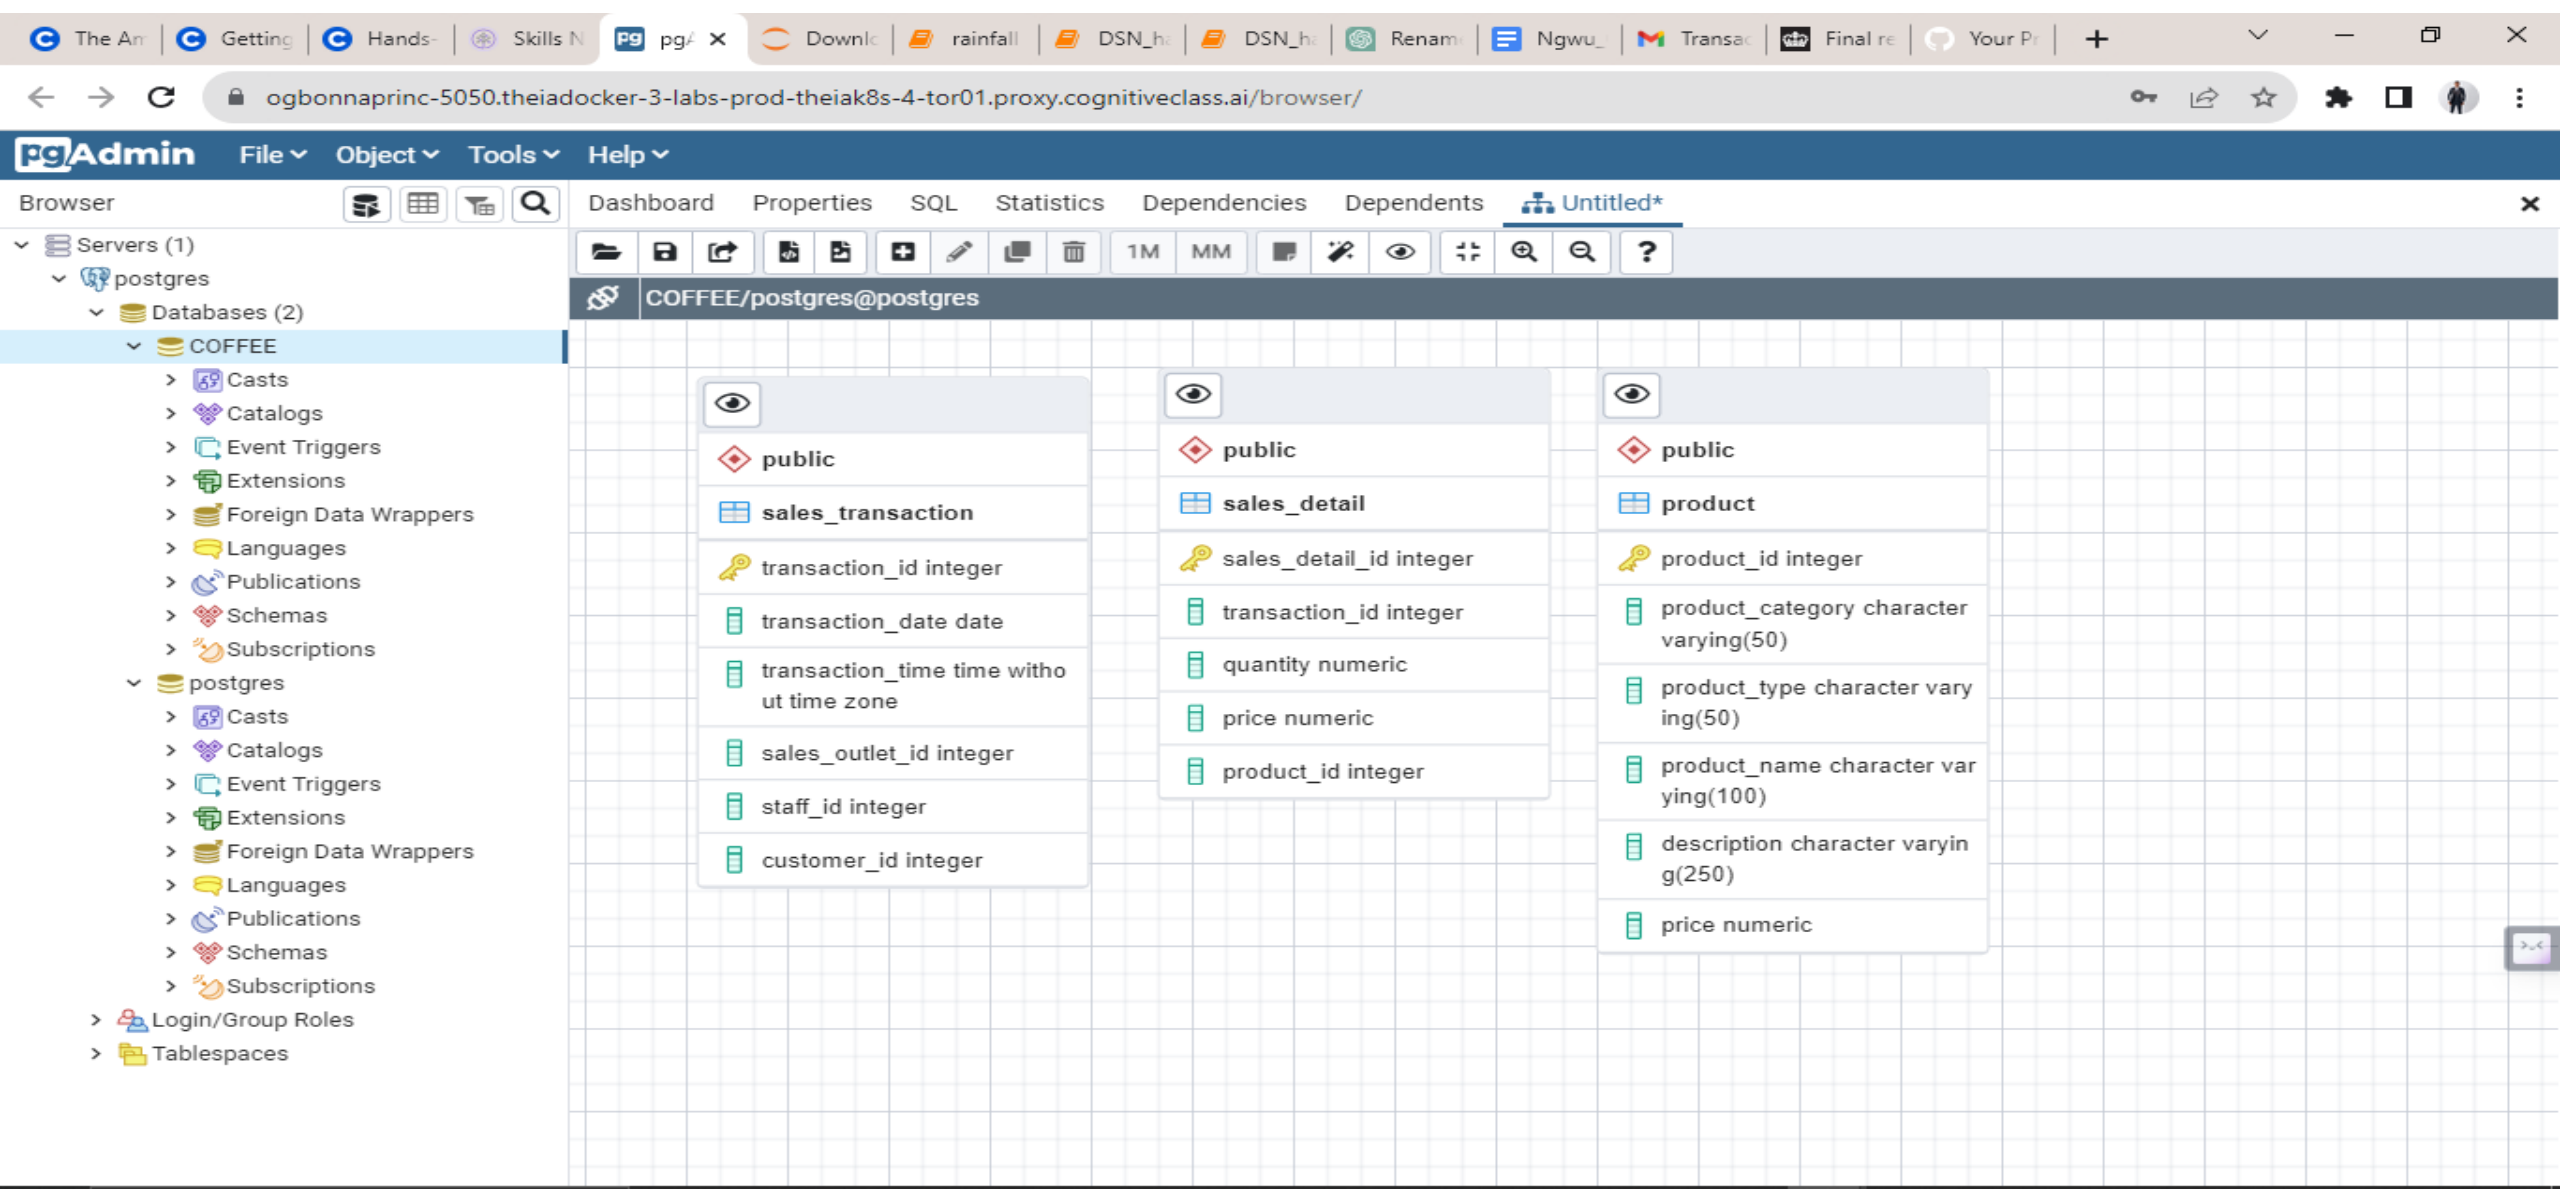 The An
Getting
Hands-
Skills N
pgA
Downlc
rainfall
DSN_ha
DSN_ha
Renam
Ngwu_
Transac
Final re
Your Pr
ogbonnaprinc-5050.theiadocker-3-labs-prod-theiak8s-4-tor01.proxy.cognitiveclass.ai/browser/
pgAdmin File Object Tools Help
Browser
Dashboard Properties SQL Statistics Dependencies Dependents Untitled*
1M MM ?
COFFEE/postgres@postgres
Servers (1)
postgres
Databases (2)
COFFEE
Casts
Catalogs
Event Triggers
Extensions
Foreign Data Wrappers
Languages
Publications
Schemas
Subscriptions
postgres
Casts
Catalogs
Event Triggers
Extensions
Foreign Data Wrappers
Languages
Publications
Schemas
Subscriptions
Login/Group Roles
Tablespaces
public
sales_transaction
transaction_id integer
transaction_date date
transaction_time time witho
ut time zone
sales_outlet_id integer
staff_id integer
customer_id integer
public
sales_detail
sales_detail_id integer
transaction_id integer
quantity numeric
price numeric
product_id integer
public
product
product_id integer
product_category character
varying(50)
product_type character vary
ing(50)
product_name character var
ying(100)
description character varyin
g(250)
price numeric